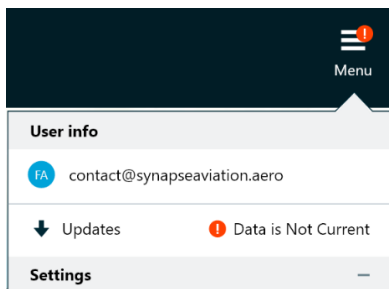 !
Menu
User info
FA contact@synapseaviation.aero
Updates ! Data is Not Current
Settings